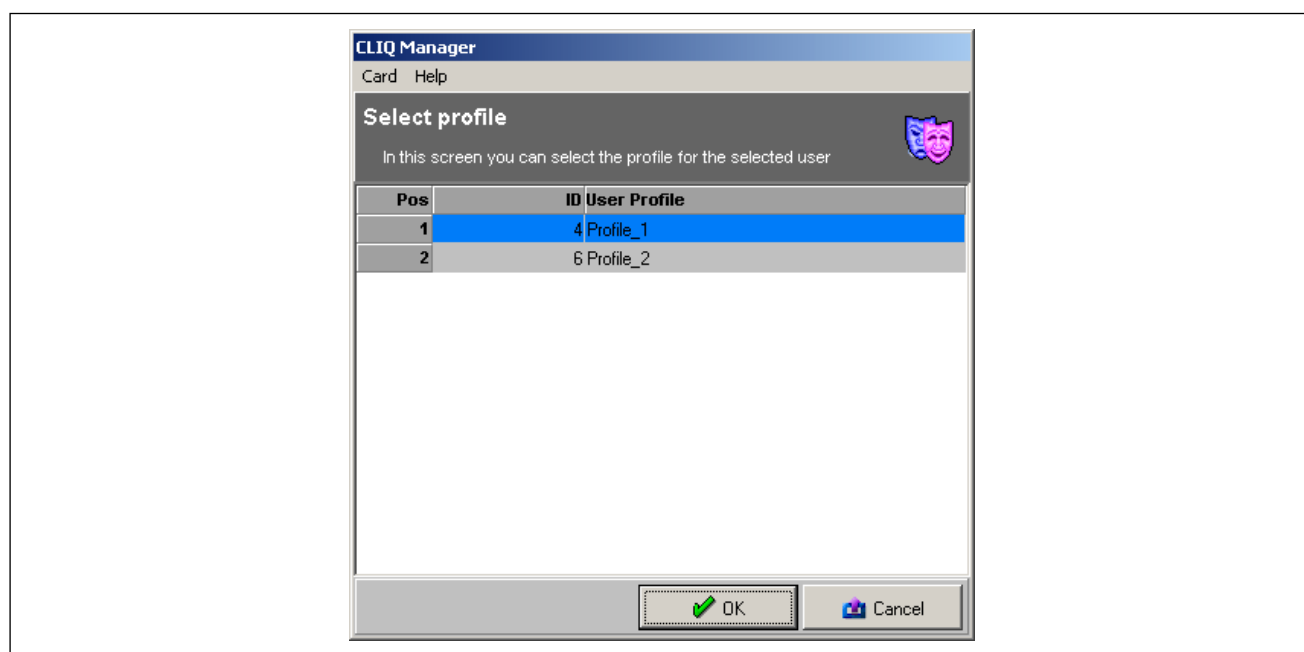 CLIQ Manager
Card Help
Select profile
In this screen you can select the profile for the selected user
Pos ID User Profile
1 4 Profile_1
2 6 Profile_2
OK Cancel